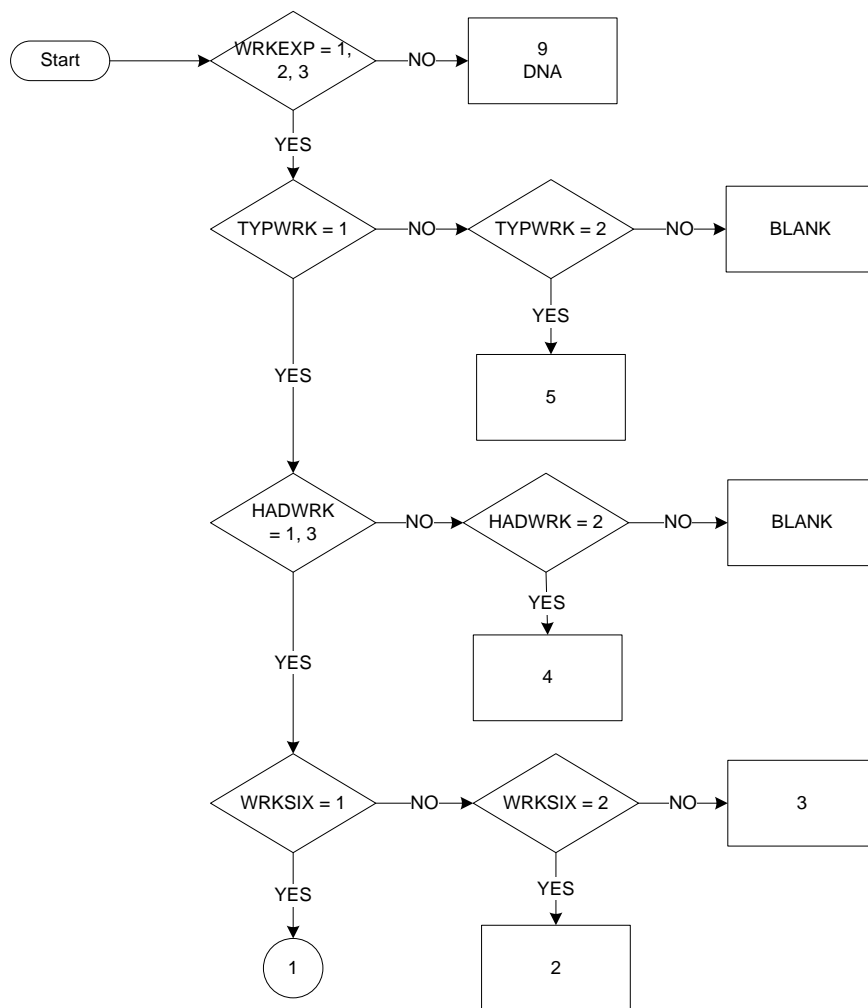 Start
WRKEXP = 1,
2, 3
NO
9
DNA
YES
TYPWRK = 1
NO
TYPWRK = 2
NO
BLANK
YES
5
YES
HADWRK
= 1, 3
NO
HADWRK = 2
NO
BLANK
YES
4
YES
WRKSIX = 1
NO
WRKSIX = 2
NO
3
YES
1
YES
2